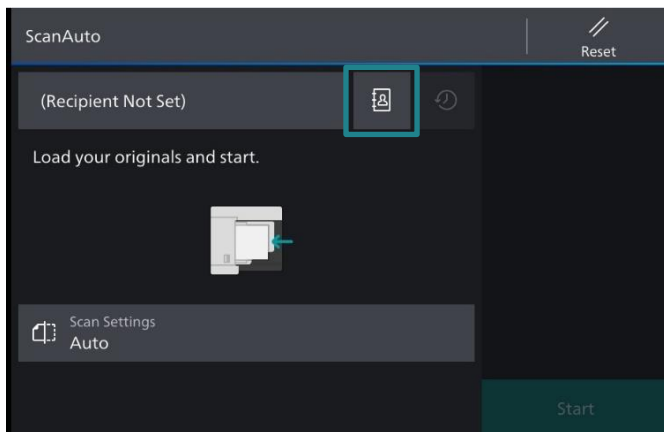 ScanAuto
Reset
(Recipient Not Set)
Load your originals and start.
Scan Settings
Auto
Start